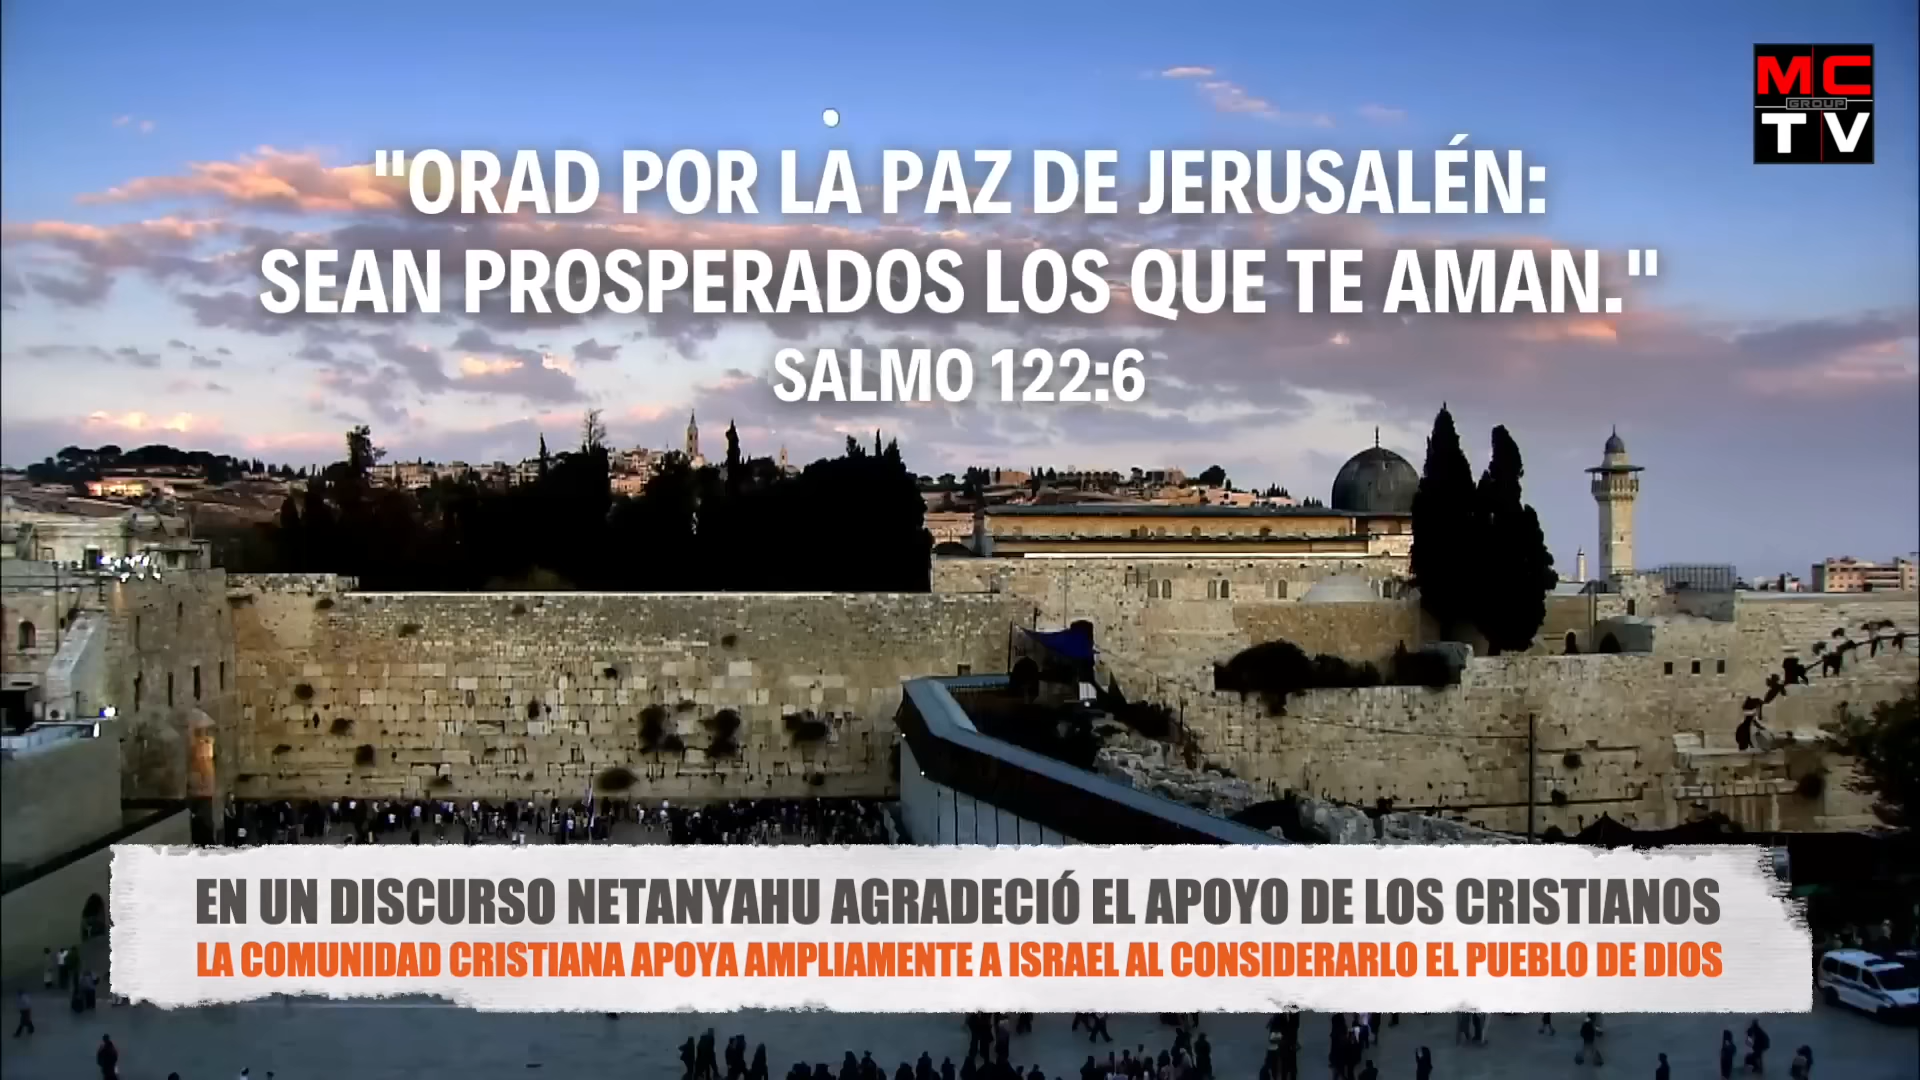 MC
GROUP
TV
"ORAD POR LA PAZ DE JERUSALÉN:
SEAN PROSPERADOS LOS QUE TE AMAN."
SALMO 122:6
EN UN DISCURSO NETANYAHU AGRADECIÓ EL APOYO DE LOS CRISTIANOS
LA COMUNIDAD CRISTIANA APOYA AMPLIAMENTE A ISRAEL AL CONSIDERARLO EL PUEBLO DE DIOS